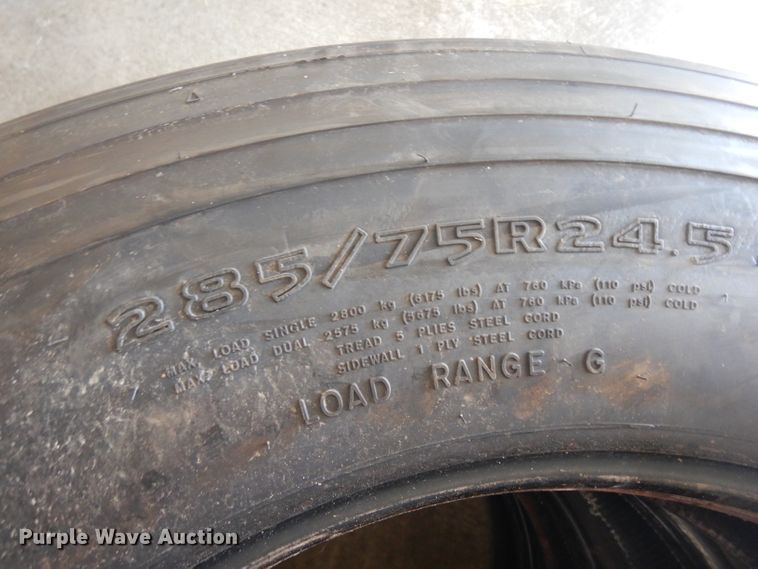 285/75R24.5
MAX. LOAD SINGLE 2800 kg (6175 lbs) AT 760 kPa (110 psi) COLD
MAX. LOAD DUAL 2575 kg (5675 lbs) AT 760 kPa (110 psi) COLD
TREAD 5 PLIES STEEL CORD
SIDEWALL 1 PLY STEEL CORD
LOAD RANGE G
Purple Wave Auction